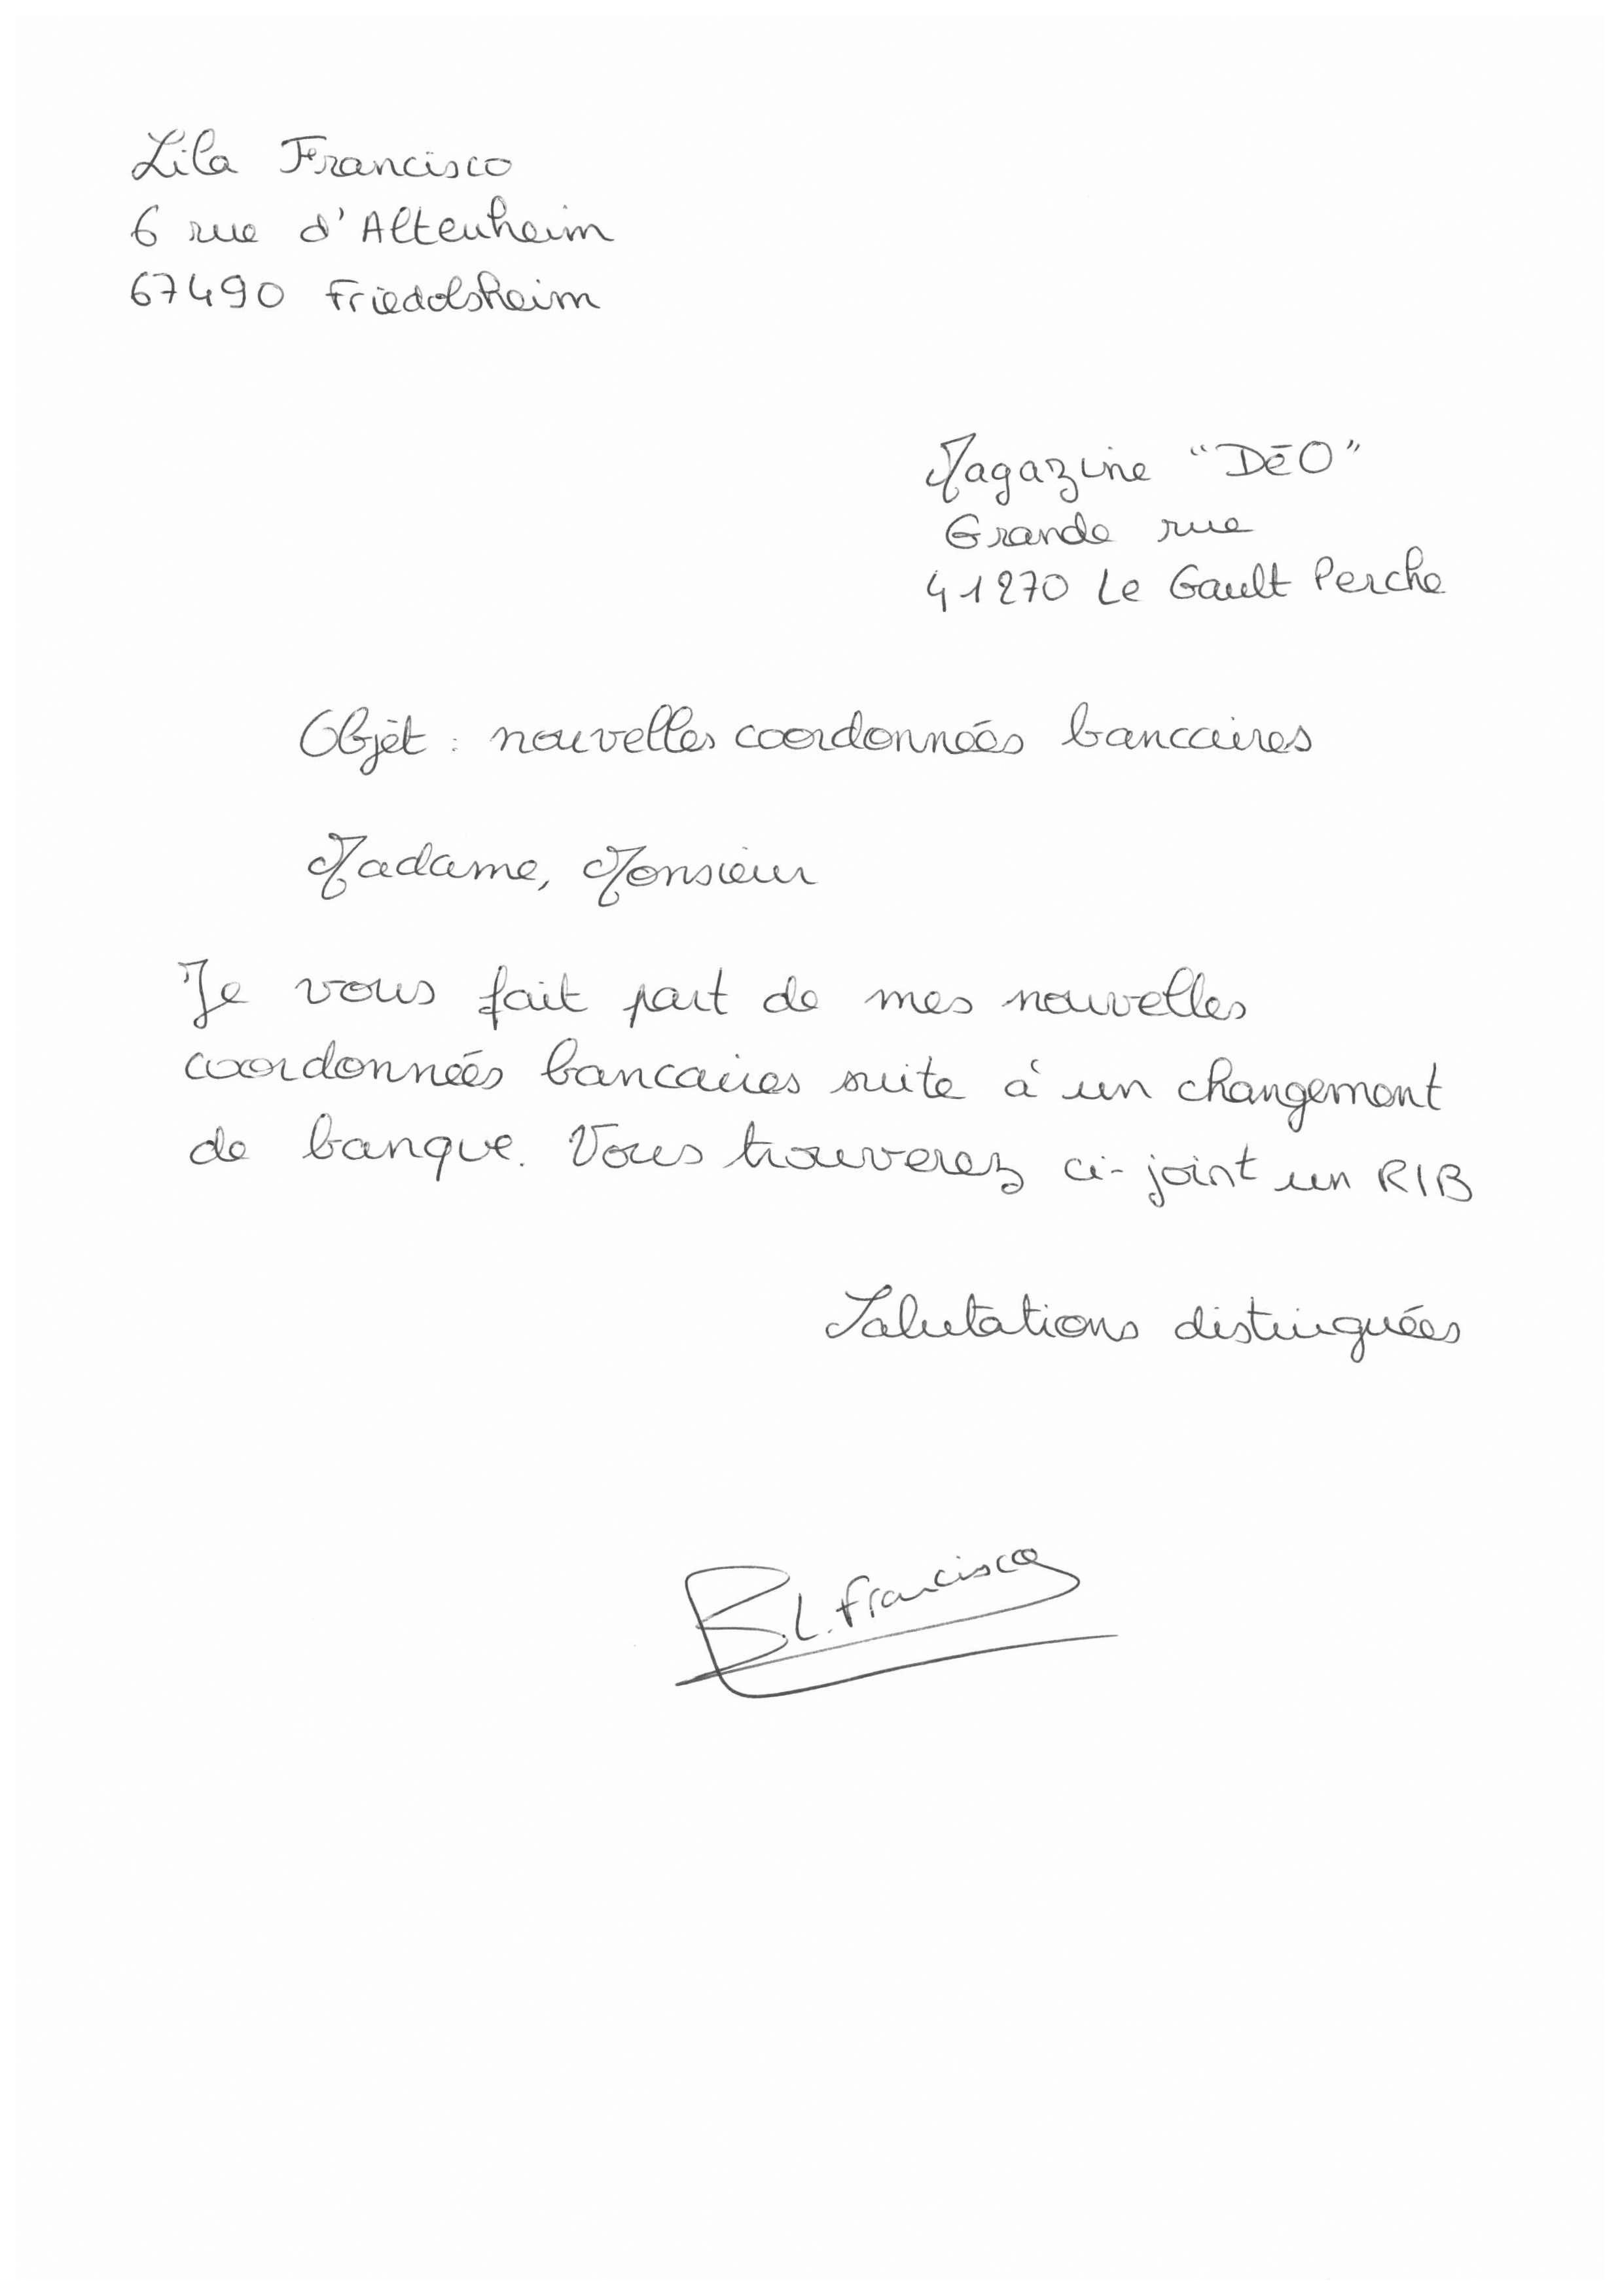 Lila Francisco
6 rue d'Altenheim
67490 Friedolsheim
Magazine "DéO"
Grande rue
41270 Le Gault Perche
Objet : nouvelles coordonnées bancaires
Madame, Monsieur
Je vous fait part de mes nouvelles
coordonnées bancaires suite à un changement
de banque. Vous trouverez ci-joint un RIB
Salutations distinguées
L. Francisco